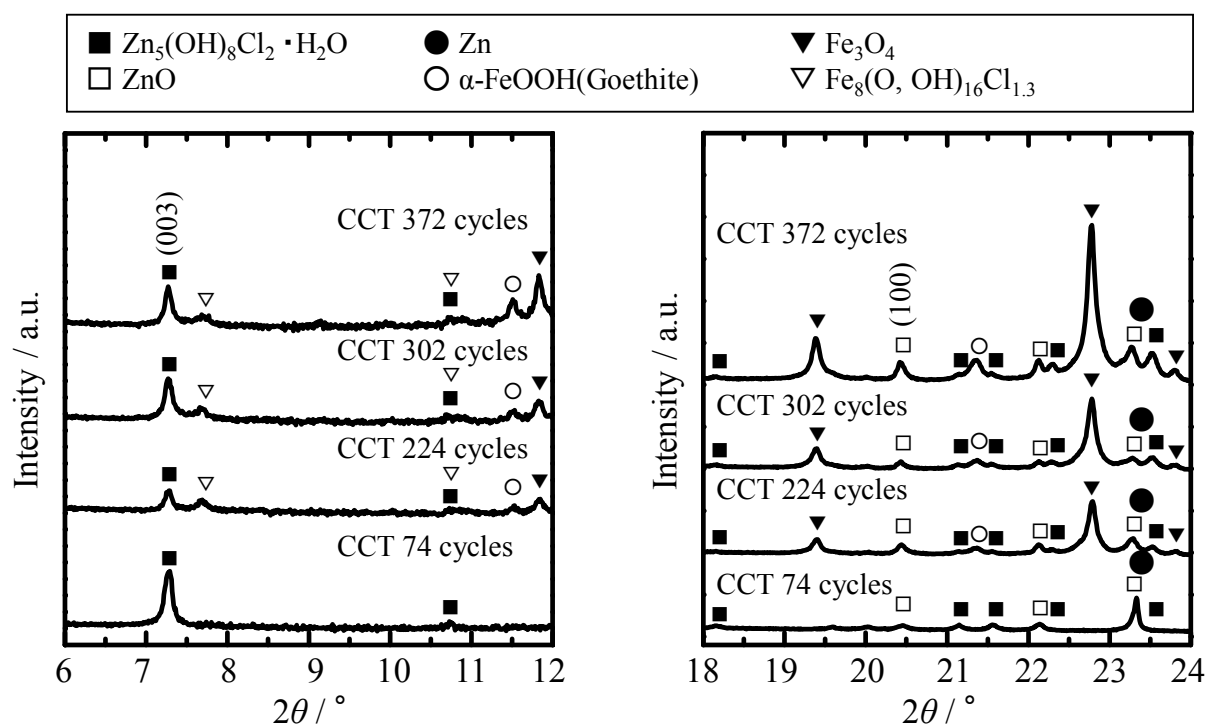 ■ Zn₅(OH)₈Cl₂ ・H₂O ● Zn ▼ Fe₃O₄
□ ZnO ○ α-FeOOH(Goethite) ▽ Fe₈(O, OH)₁₆Cl₁.₃
Intensity / a.u.
(003)
CCT 372 cycles
CCT 302 cycles
CCT 224 cycles
CCT 74 cycles
6 7 8 9 10 11 12
2θ / °
Intensity / a.u.
CCT 372 cycles
(100)
CCT 302 cycles
CCT 224 cycles
CCT 74 cycles
18 19 20 21 22 23 24
2θ / °